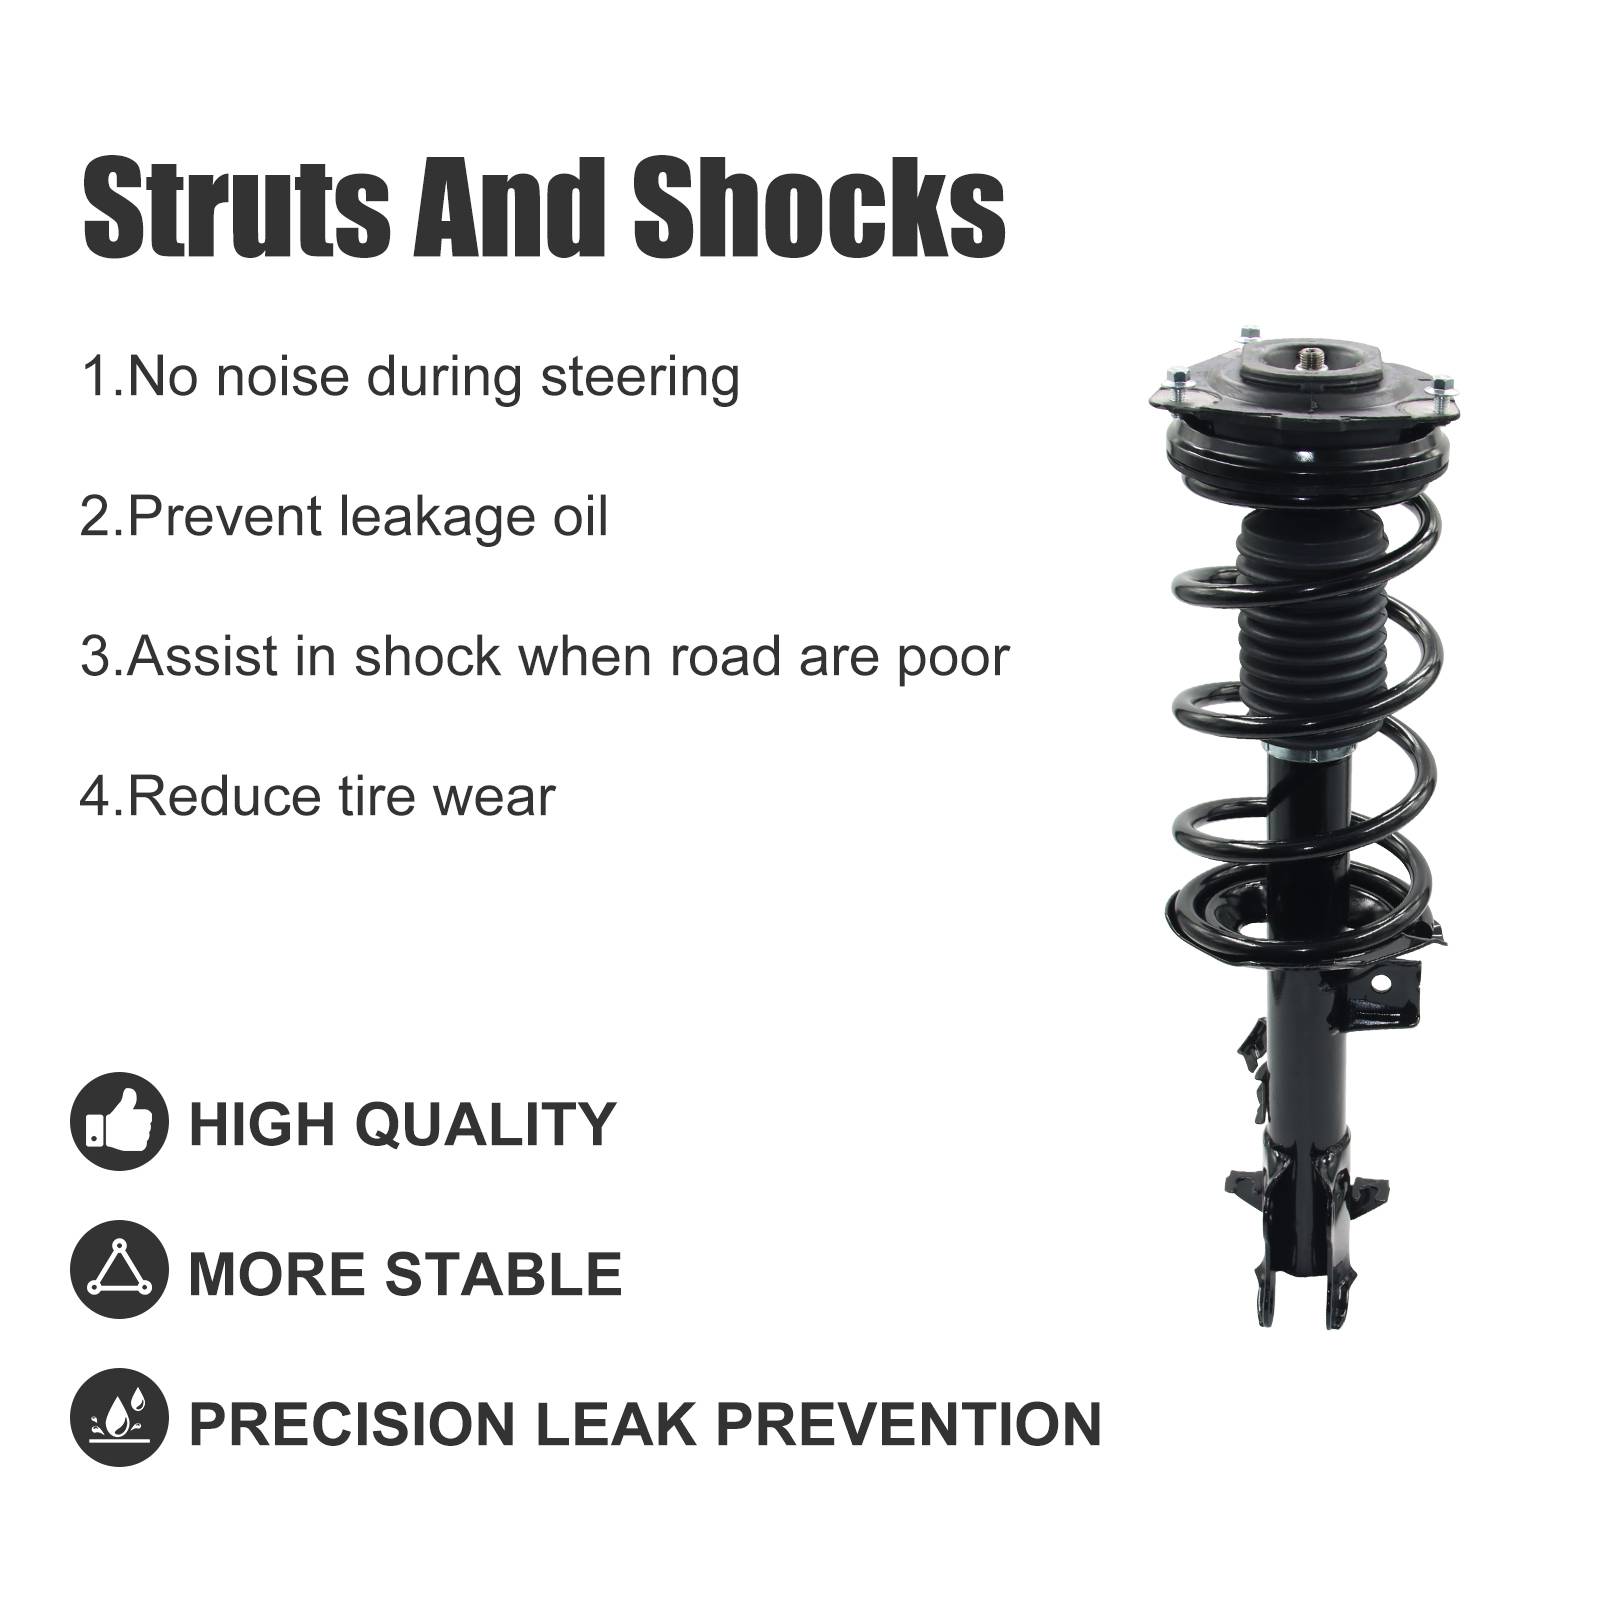 Struts And Shocks
1.No noise during steering
2.Prevent leakage oil
3.Assist in shock when road are poor
4.Reduce tire wear
HIGH QUALITY
MORE STABLE
PRECISION LEAK PREVENTION